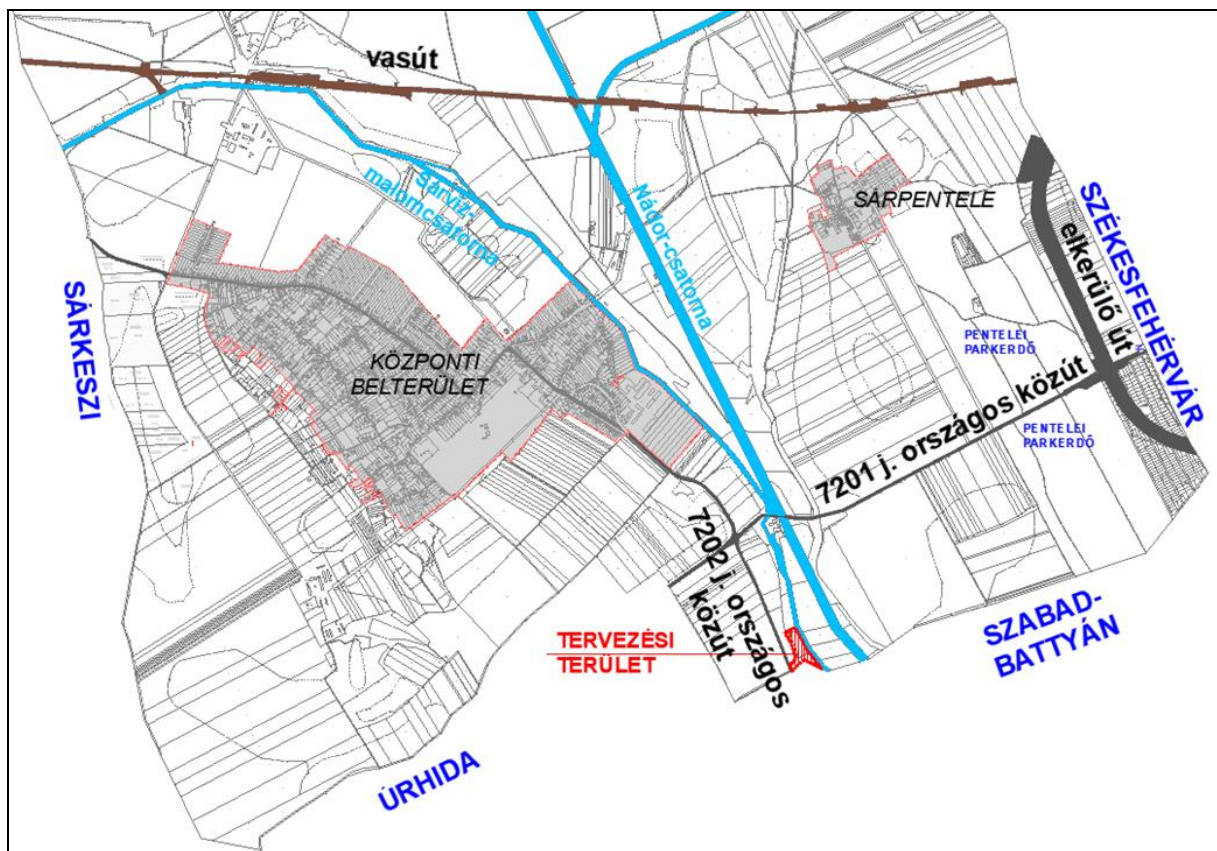 vasút
Sárvíz-
malomcsatorna
Nádor-csatorna
SÁRPENTELE
SZÉKESFEHÉRVÁR
elkerülő út
SÁRKESZI
KÖZPONTI
BELTERÜLET
PENTELEI
PARKERDŐ
PENTELEI
PARKERDŐ
7201 j. országos közút
7202 j. országos
közút
TERVEZÉSI
TERÜLET
SZABAD-
BATTYÁN
ÚRHIDA